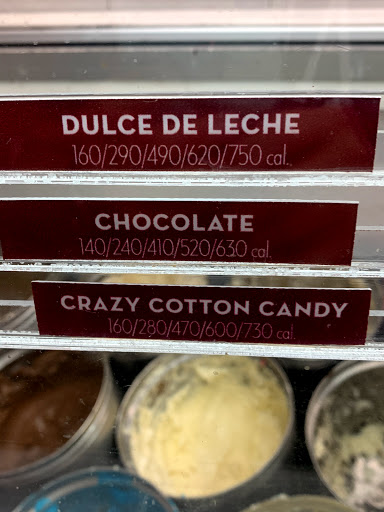 DULCE DE LECHE
160/290/490/620/750 cal.
CHOCOLATE
140/240/410/520/630 cal.
CRAZY COTTON CANDY
160/280/470/600/730 cal.